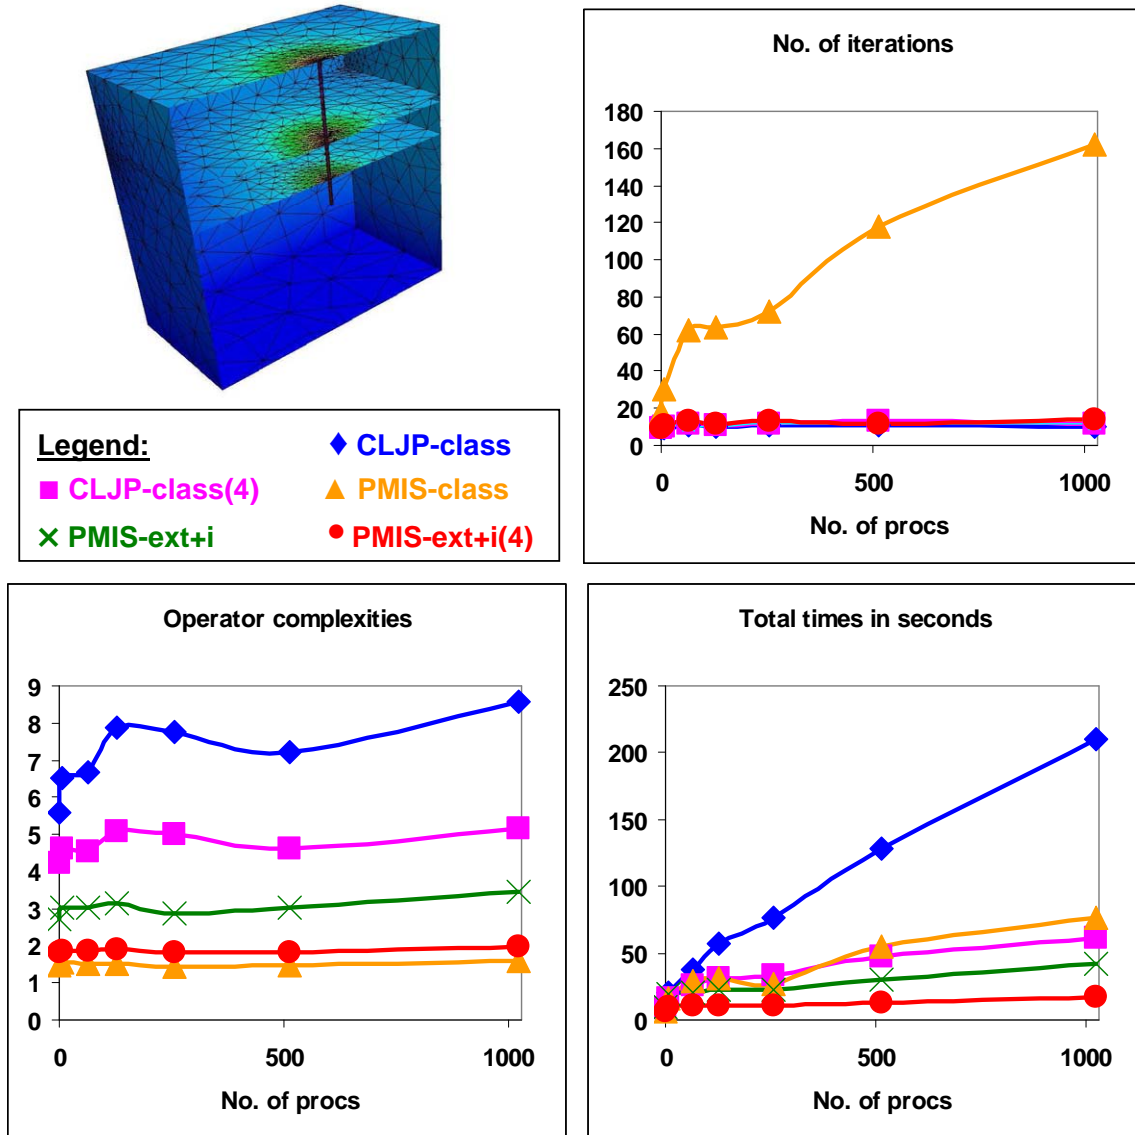 No. of iterations
180
160
140
120
100
80
60
40
20
0
0 500 1000
No. of procs
Legend:
CLJP-class
CLJP-class(4)
PMIS-class
PMIS-ext+i
PMIS-ext+i(4)
Operator complexities
9
8
7
6
5
4
3
2
1
0
0 500 1000
No. of procs
Total times in seconds
250
200
150
100
50
0
0 500 1000
No. of procs